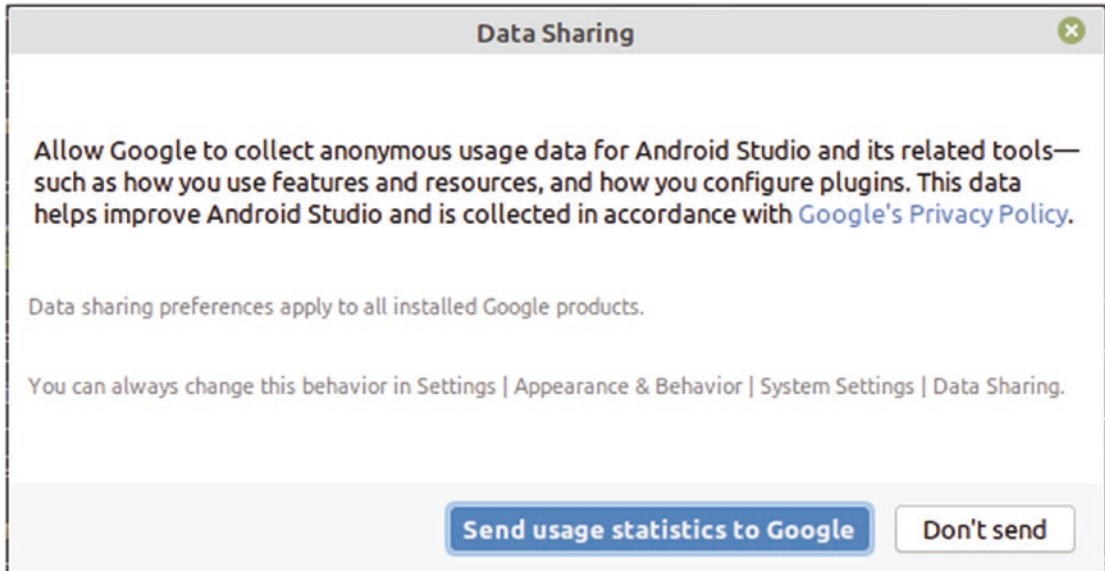 Data Sharing
Allow Google to collect anonymous usage data for Android Studio and its related tools—
such as how you use features and resources, and how you configure plugins. This data
helps improve Android Studio and is collected in accordance with Google's Privacy Policy.
Data sharing preferences apply to all installed Google products.
You can always change this behavior in Settings | Appearance & Behavior | System Settings | Data Sharing.
Send usage statistics to Google
Don't send